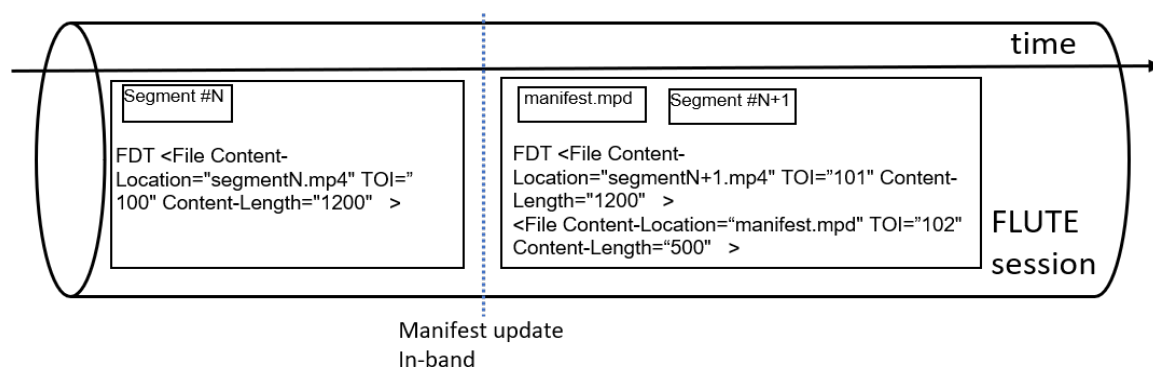 time
Segment #N
FDT <File Content-
Location="segmentN.mp4" TOI=”
100" Content-Length="1200"   >
manifest.mpd
Segment #N+1
FDT <File Content-
Location="segmentN+1.mp4" TOI=”101" Content-
Length="1200"   >
<File Content-Location=“manifest.mpd" TOI=”102"
Content-Length=“500"   >
FLUTE
session
Manifest update
In-band